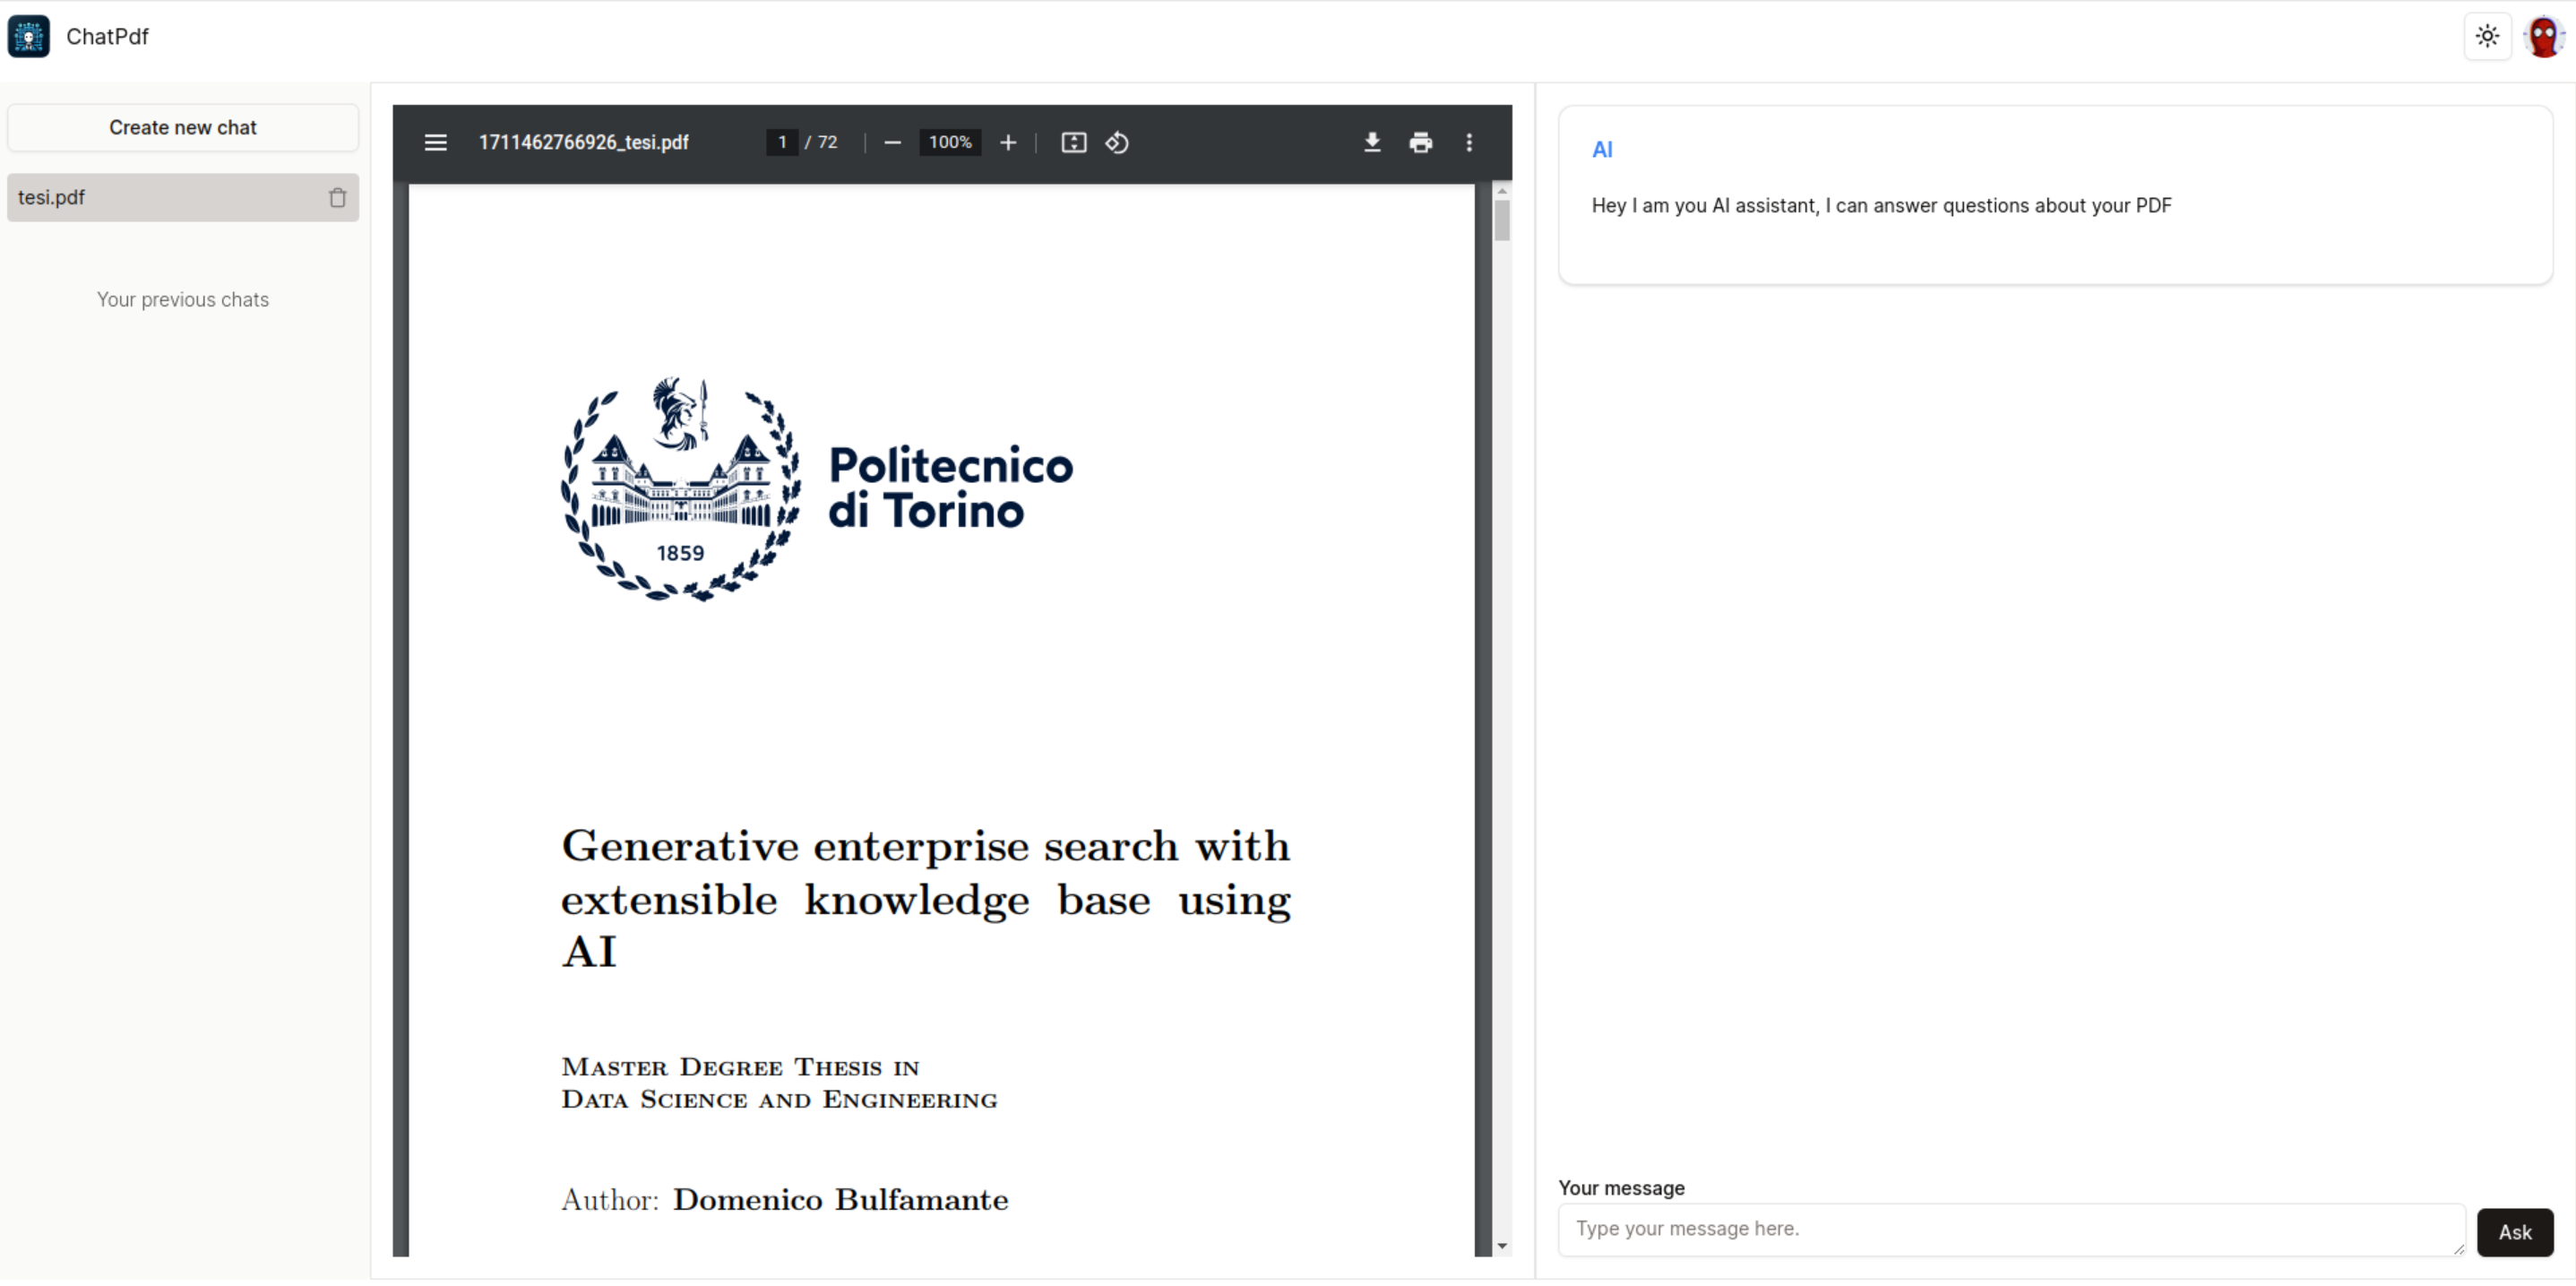 ChatPdf
Create new chat
tesi.pdf
Your previous chats
1711462766926_tesi.pdf
1 / 72
100%
1859
Politecnico
di Torino
Generative enterprise search with
extensible knowledge base using
AI
Master Degree Thesis in
Data Science and Engineering
Author: Domenico Bulfamante
AI
Hey I am you AI assistant, I can answer questions about your PDF
Your message
Type your message here.
Ask